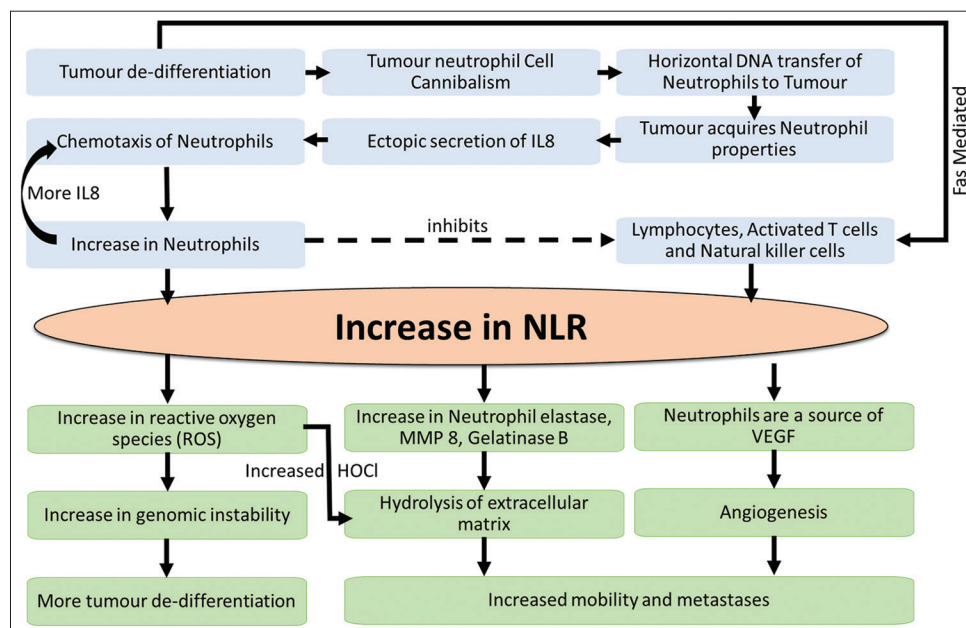 Tumour de-differentiation
Tumour neutrophil Cell
Cannibalism
Horizontal DNA transfer of
Neutrophils to Tumour
Fas Mediated
Chemotaxis of Neutrophils
Ectopic secretion of IL8
Tumour acquires Neutrophil
properties
More IL8
Increase in Neutrophils
inhibits
Lymphocytes, Activated T cells
and Natural killer cells
Increase in NLR
Increase in reactive oxygen
species (ROS)
Increase in Neutrophil elastase,
MMP 8, Gelatinase B
Neutrophils are a source of
VEGF
Increased HOCl
Increase in genomic instability
Hydrolysis of extracellular
matrix
Angiogenesis
More tumour de-differentiation
Increased mobility and metastases